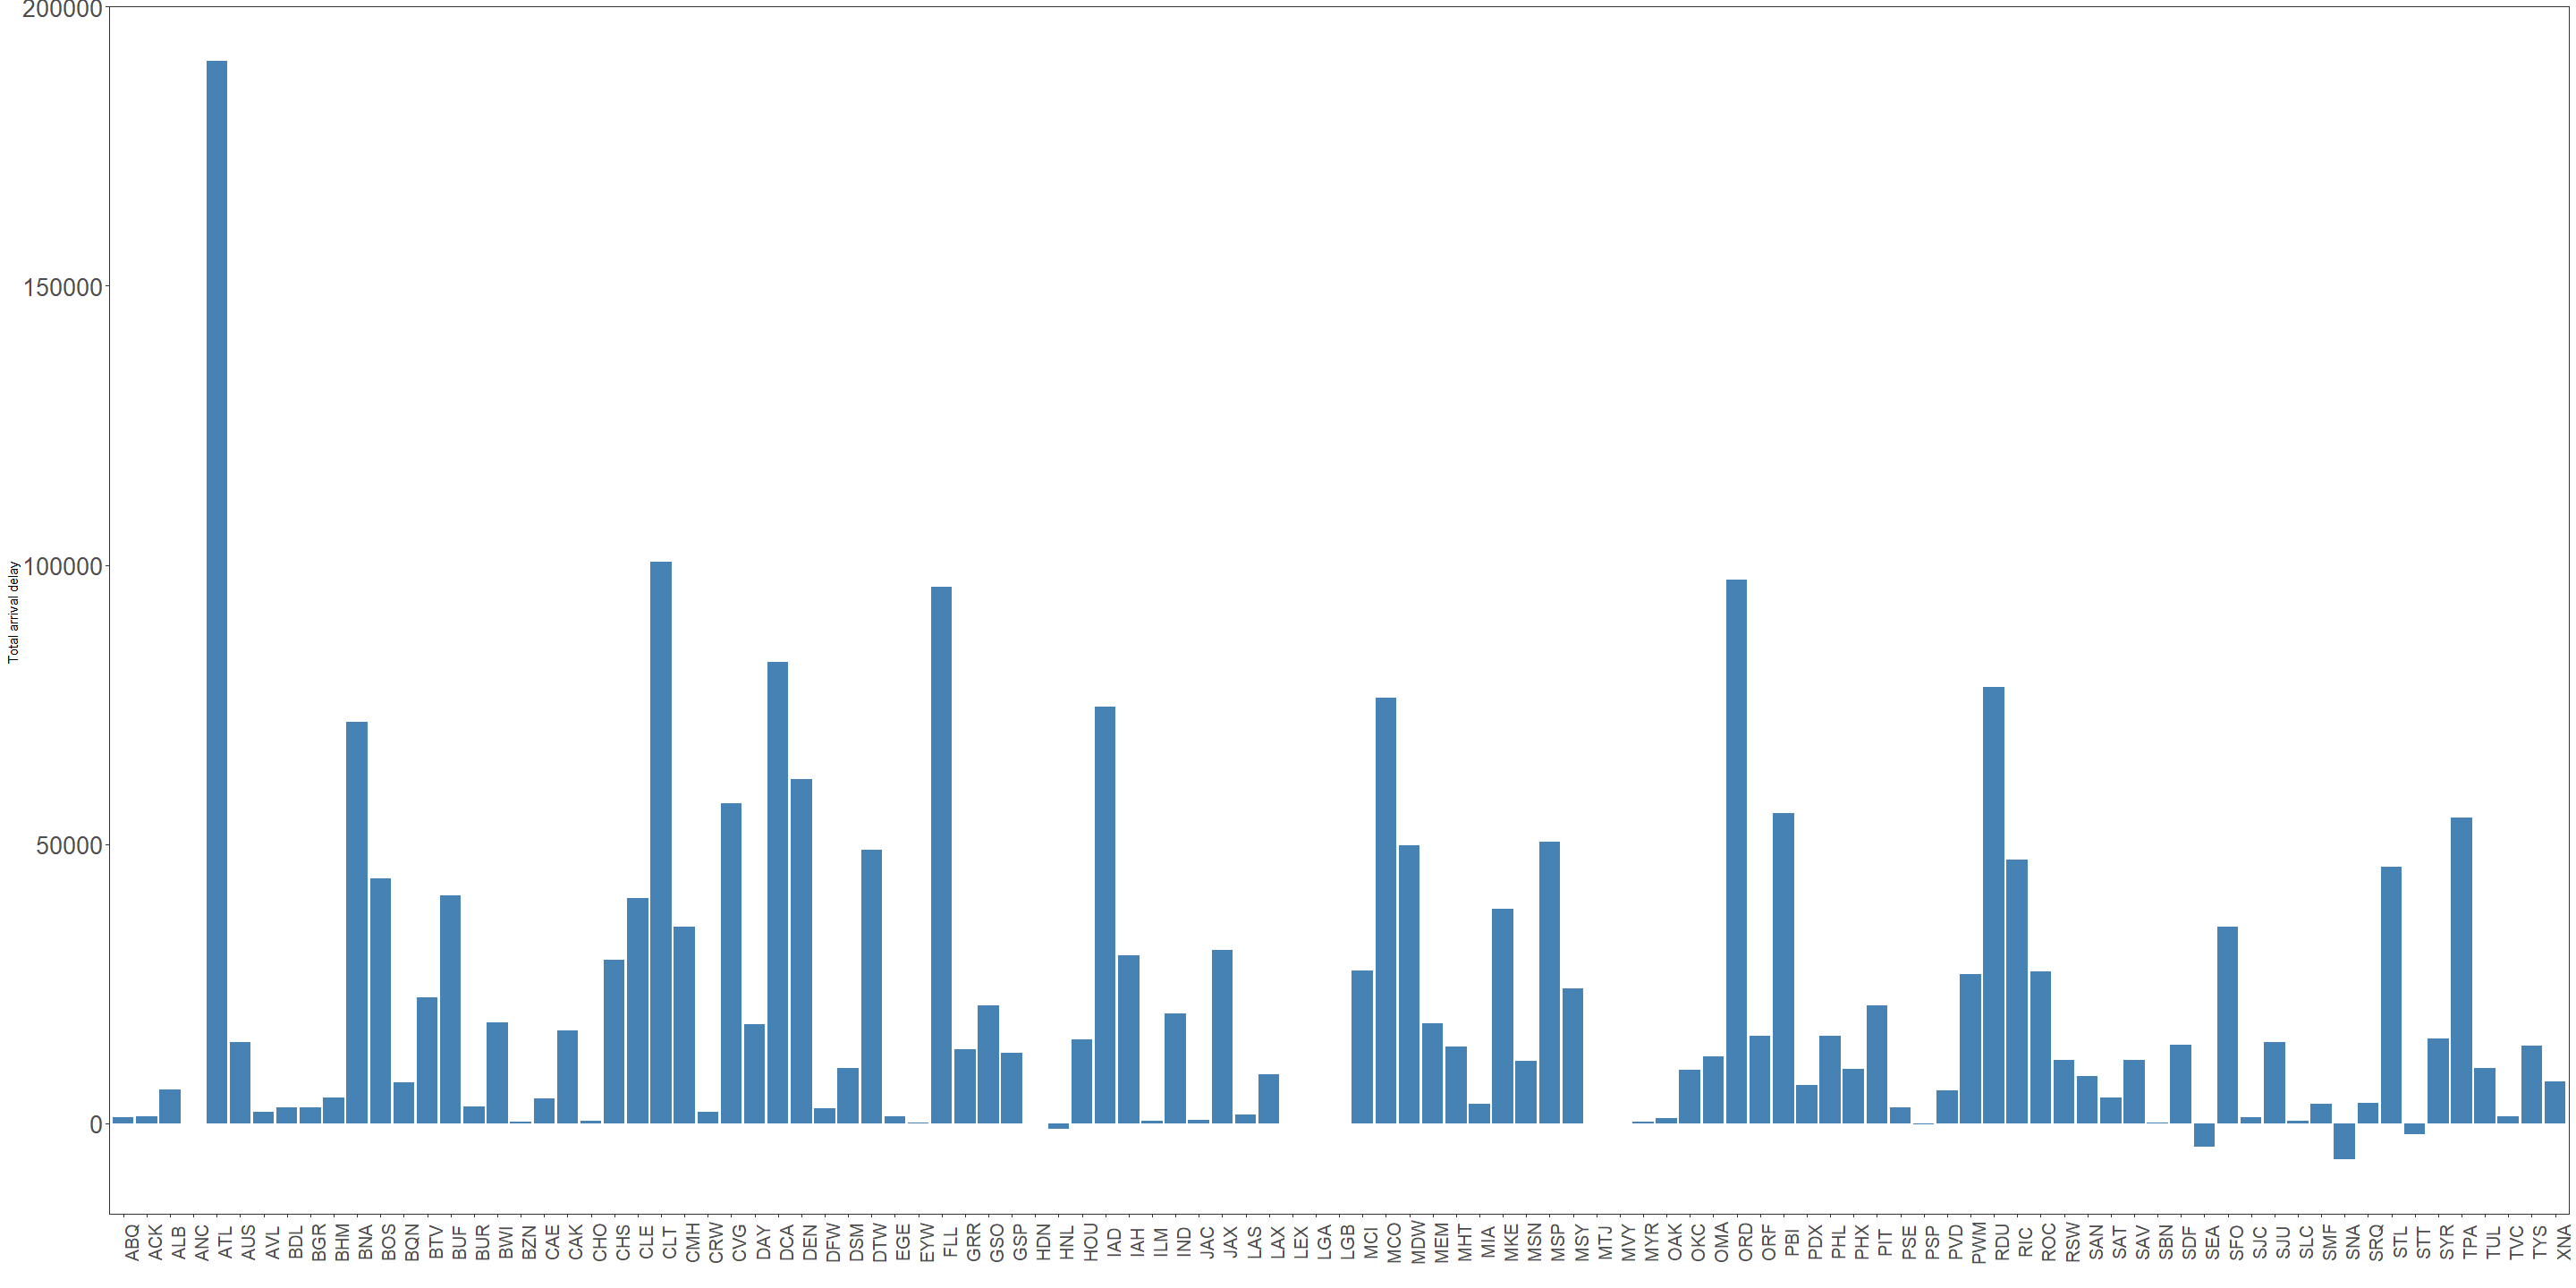 200000
150000
100000
50000
0
Total arrival delay
ABQ
ACK
ALB
ANC
ATL
AUS
AVL
BDL
BGR
BHM
BNA
BOS
BQN
BTV
BUF
BUR
BWI
BZN
CAE
CAK
CHO
CHS
CLE
CLT
CMH
CRW
CVG
DAY
DCA
DEN
DFW
DSM
DTW
EGE
EYW
FLL
GRR
GSO
GSP
HDN
HNL
HOU
IAD
IAH
ILM
IND
JAC
JAX
LAS
LAX
LEX
LGA
LGB
MCI
MCO
MDW
MEM
MHT
MIA
MKE
MSN
MSP
MSY
MTJ
MVY
MYR
OAK
OKC
OMA
ORD
ORF
PBI
PDX
PHL
PHX
PIT
PSE
PSP
PVD
PWM
RDU
RIC
ROC
RSW
SAN
SAT
SAV
SBN
SDF
SEA
SFO
SJC
SJU
SLC
SMF
SNA
SRQ
STL
STT
SYR
TPA
TUL
TVC
TYS
XNA